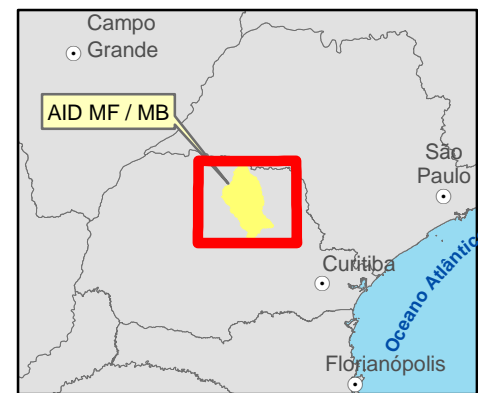 Campo
Grande
AID MF / MB
São
Paulo
Curitiba
Oceano Atlântico
Florianópolis